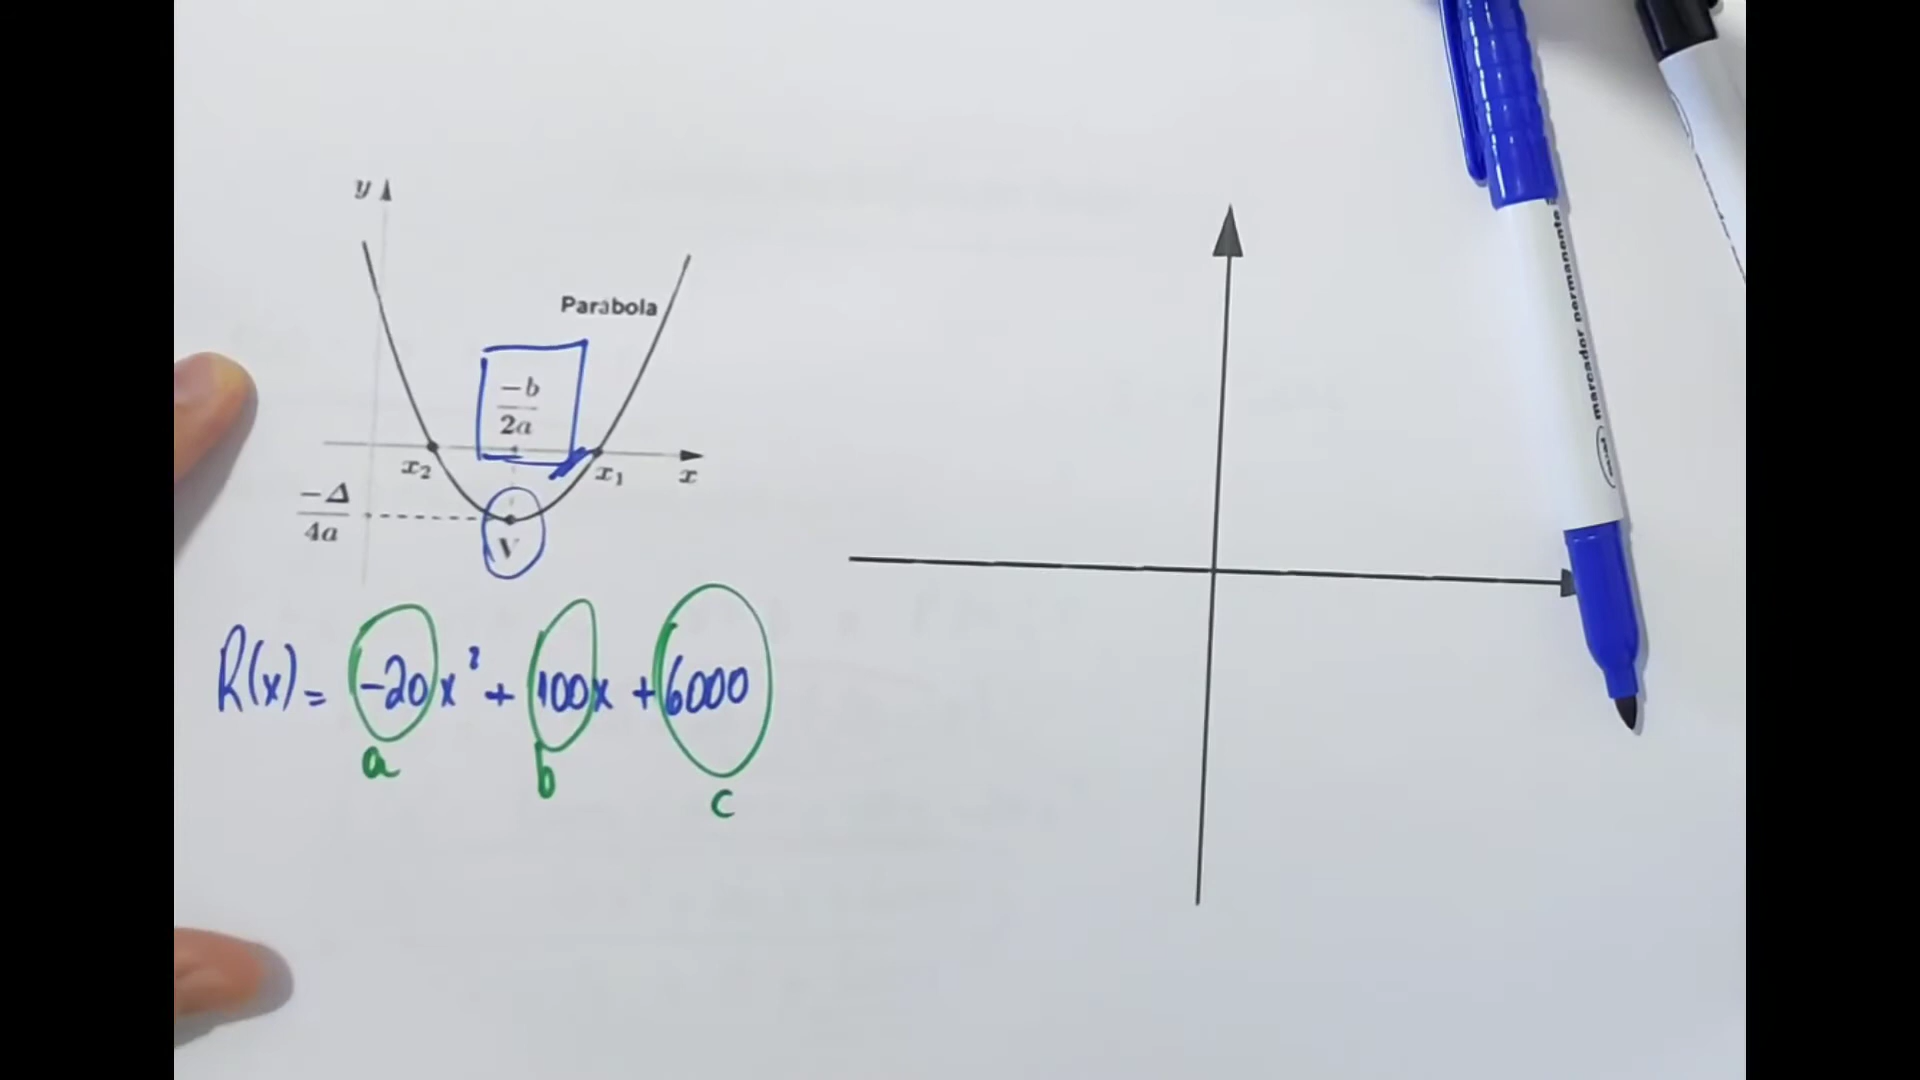 y
Parábola
-b
2a
x₂
x₁
x
-Δ
4a
V
R(x) = -20x² + 100x + 6000
a
b
c
marcador permanente